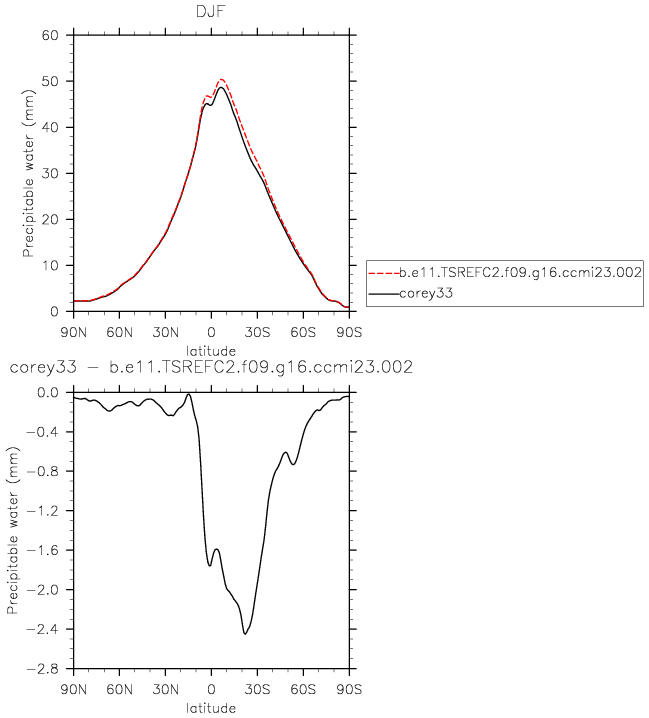 DJF
60
50
40
30
20
10
0
Precipitable water (mm)
90N 60N 30N 0 30S 60S 90S
latitude
b.e11.TSREFC2.f09.g16.ccmi23.002
corey33
corey33 − b.e11.TSREFC2.f09.g16.ccmi23.002
0.0
−0.4
−0.8
−1.2
−1.6
−2.0
−2.4
−2.8
Precipitable water (mm)
90N 60N 30N 0 30S 60S 90S
latitude